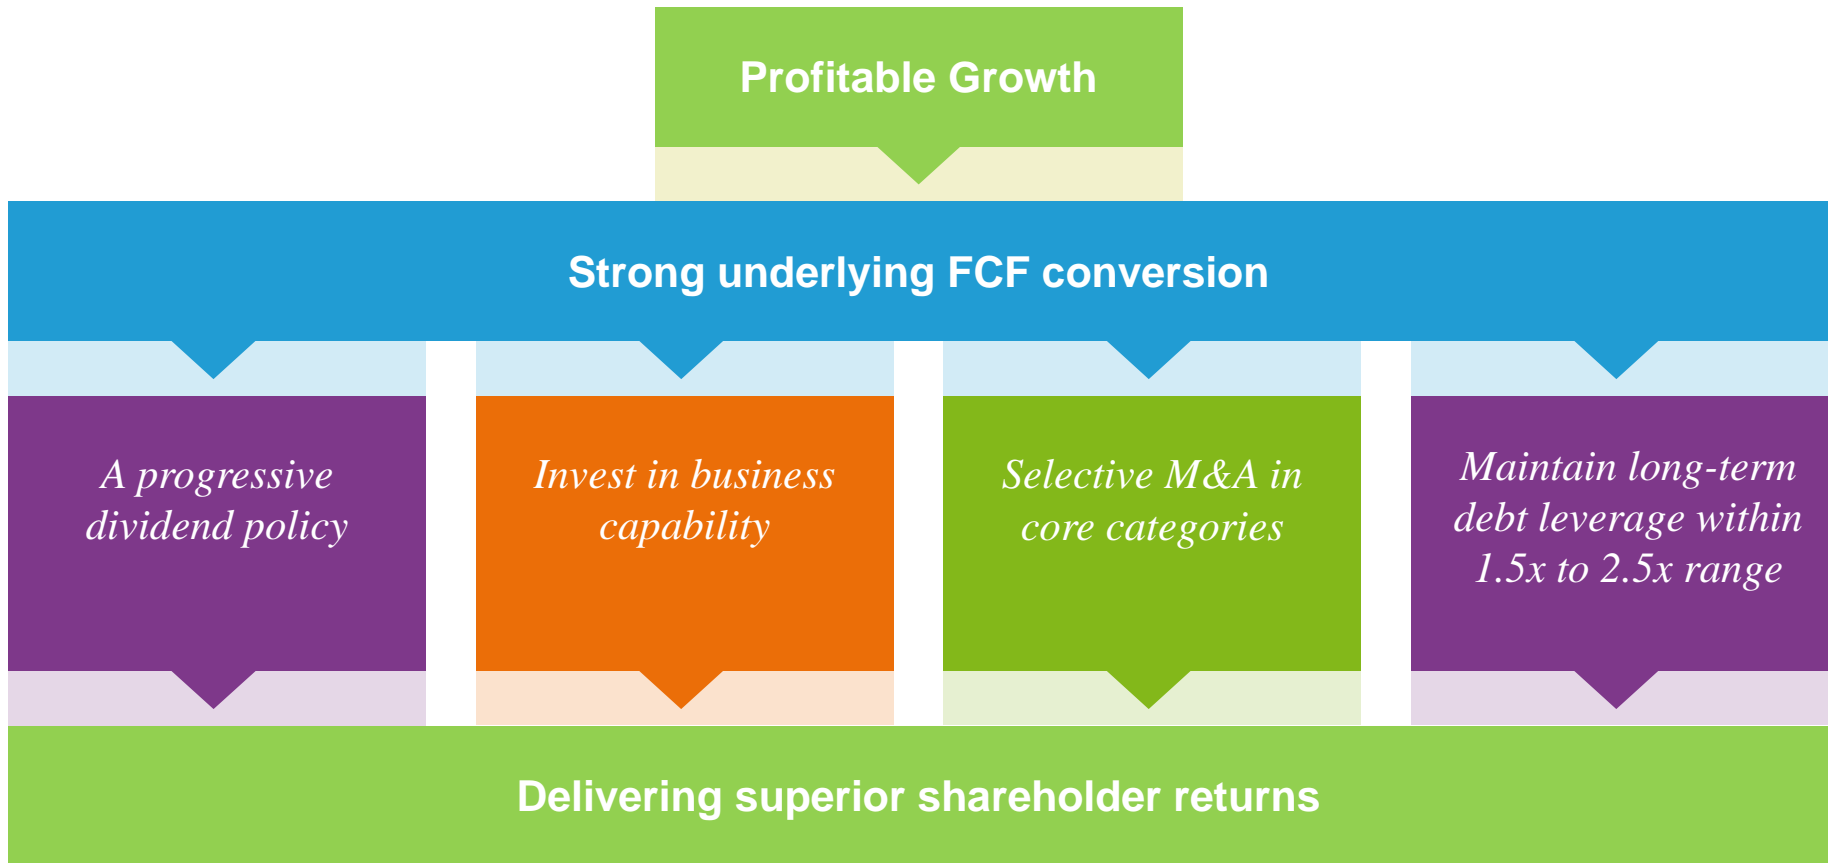 Profitable Growth
Strong underlying FCF conversion
A progressive
dividend policy
Invest in business
capability
Selective M&A in
core categories
Maintain long-term
debt leverage within
1.5x to 2.5x range
Delivering superior shareholder returns